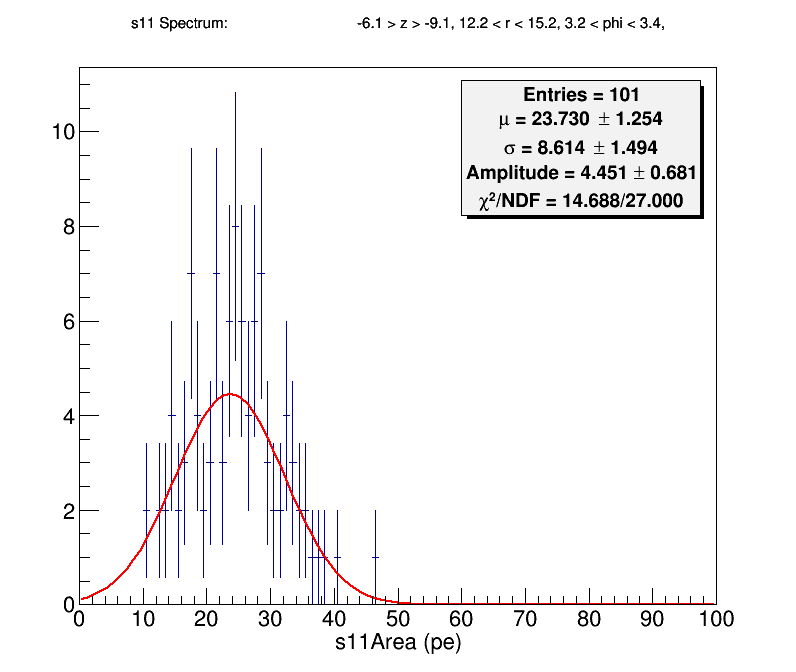 s11 Spectrum: -6.1 > z > -9.1, 12.2 < r < 15.2, 3.2 < phi < 3.4,
Entries = 101
μ = 23.730 ± 1.254
σ = 8.614 ± 1.494
Amplitude = 4.451 ± 0.681
χ²/NDF = 14.688/27.000
10
8
6
4
2
0
0 10 20 30 40 50 60 70 80 90 100
s11Area (pe)